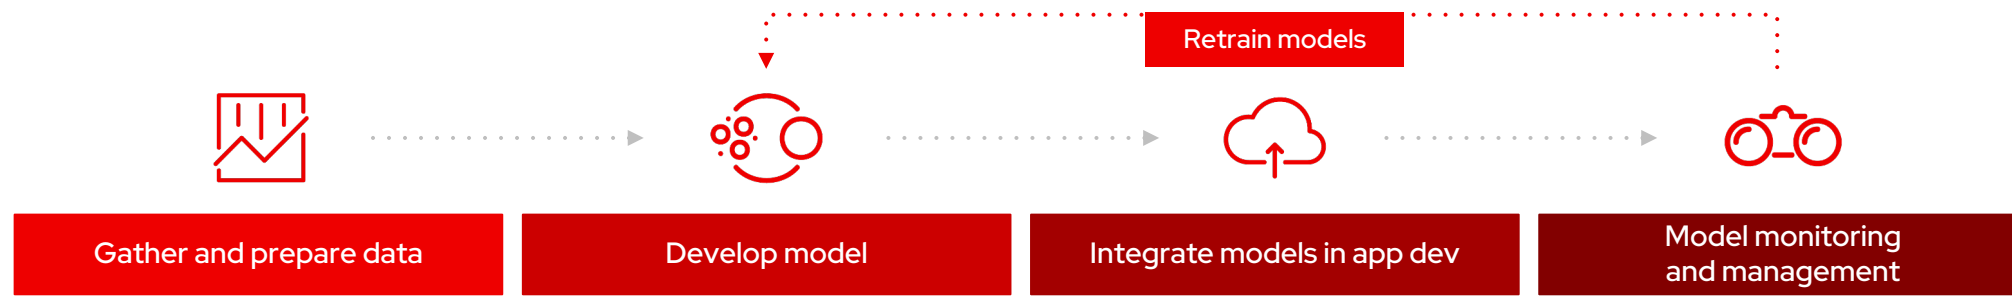 Retrain models
Gather and prepare data
Develop model
Integrate models in app dev
Model monitoring
and management